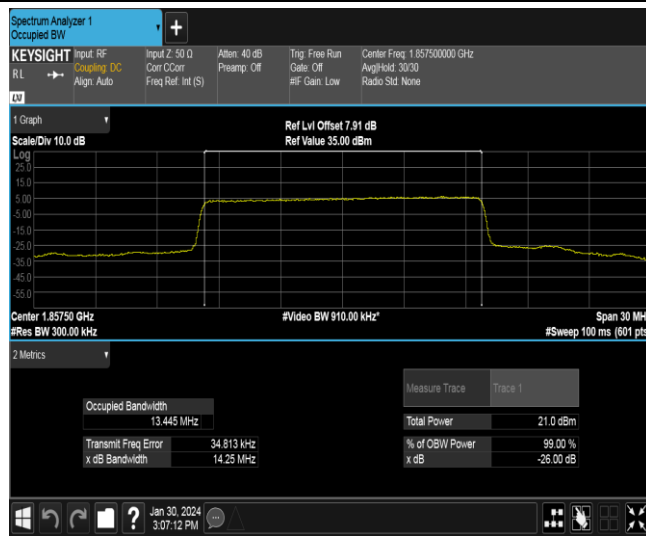 Spectrum Analyzer 1
Occupied BW
+
KEYSIGHT
RL
LXI
Input: RF
Coupling: DC
Align: Auto
Input Z: 50 Ω
Corr CCorr
Freq Ref: Int (S)
Atten: 40 dB
Preamp: Off
Trig: Free Run
Gate: Off
#IF Gain: Low
Center Freq: 1.857500000 GHz
Avg|Hold: 30/30
Radio Std: None
1 Graph
Scale/Div 10.0 dB
Ref Lvl Offset 7.91 dB
Ref Value 35.00 dBm
Log
25.0
15.0
5.00
-5.00
-15.0
-25.0
-35.0
-45.0
-55.0
Center 1.85750 GHz
#Video BW 910.00 kHz*
Span 30 MH
#Res BW 300.00 kHz
#Sweep 100 ms (601 pts
2 Metrics
Measure Trace
Trace 1
Occupied Bandwidth
13.445 MHz
Total Power
21.0 dBm
Transmit Freq Error
34.813 kHz
% of OBW Power
99.00 %
x dB Bandwidth
14.25 MHz
x dB
-26.00 dB
?
Jan 30, 2024
3:07:12 PM